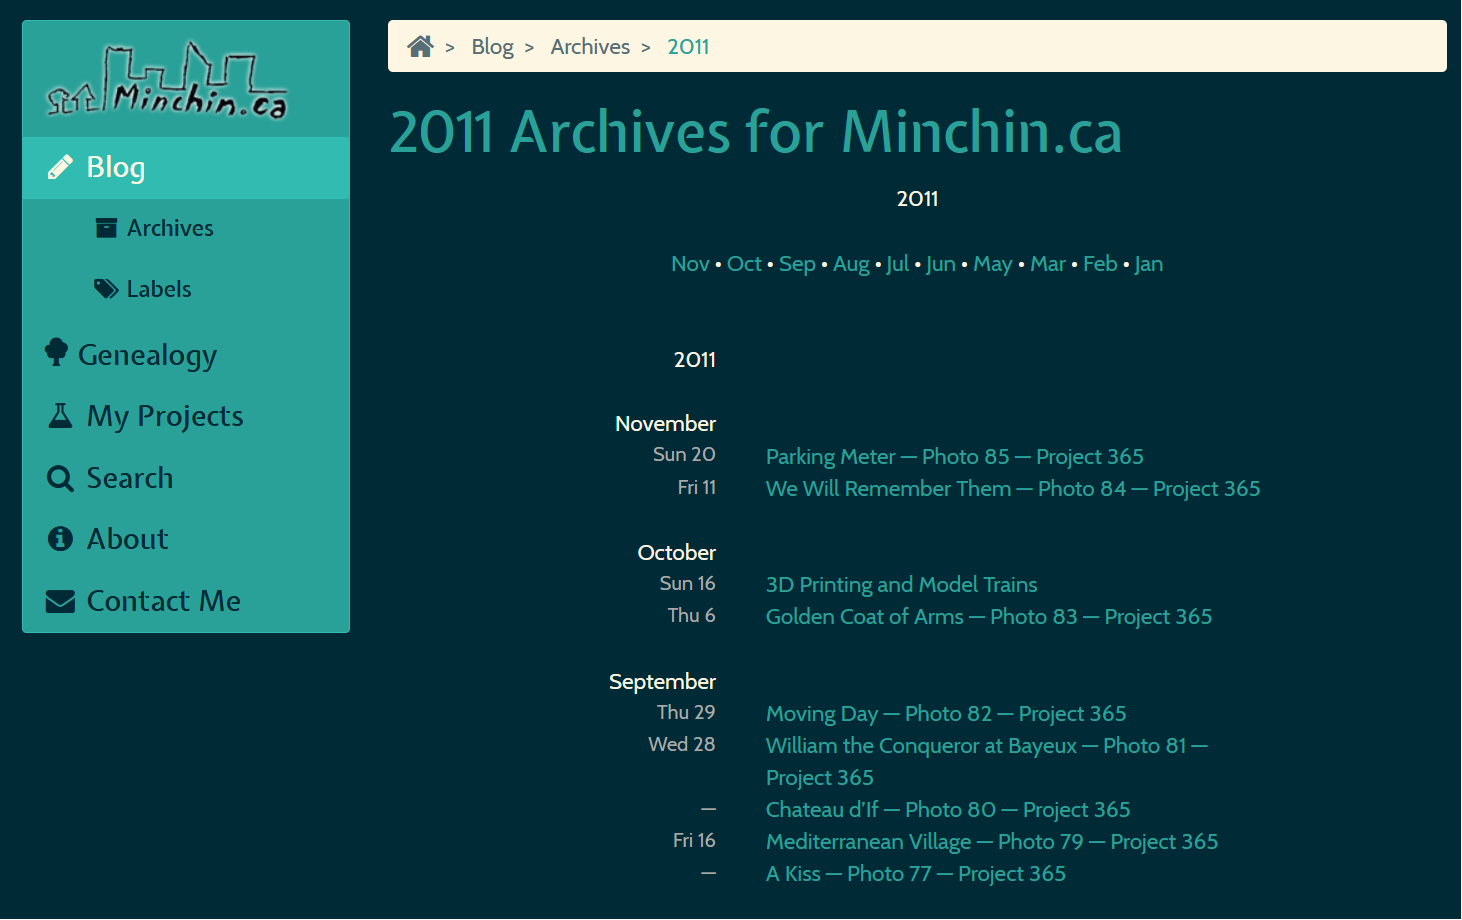 Minchin.ca
Blog
Archives
Labels
Genealogy
My Projects
Search
About
Contact Me
> Blog > Archives > 2011
2011 Archives for Minchin.ca
2011
Nov • Oct • Sep • Aug • Jul • Jun • May • Mar • Feb • Jan
2011
November
Sun 20 Parking Meter — Photo 85 — Project 365
Fri 11 We Will Remember Them — Photo 84 — Project 365
October
Sun 16 3D Printing and Model Trains
Thu 6 Golden Coat of Arms — Photo 83 — Project 365
September
Thu 29 Moving Day — Photo 82 — Project 365
Wed 28 William the Conqueror at Bayeux — Photo 81 —
Project 365
— Chateau d’If — Photo 80 — Project 365
Fri 16 Mediterranean Village — Photo 79 — Project 365
— A Kiss — Photo 77 — Project 365